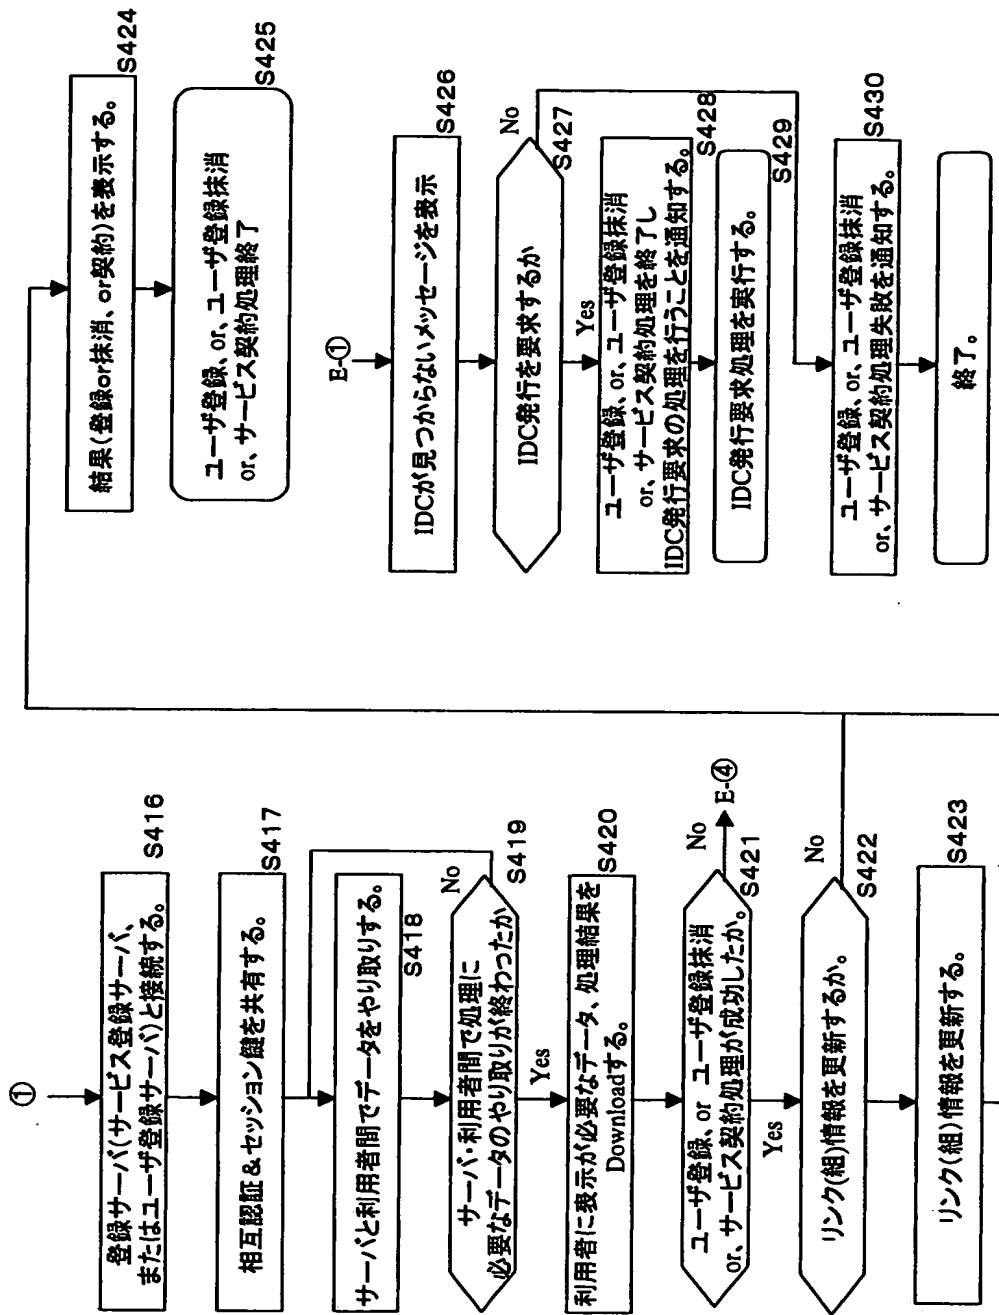 ①
登録サーバ(サービス登録サーバ、
またはユーザ登録サーバ)と接続する。
S416
相互認証&セッション鍵を共有する。
S417
サーバと利用者間でデータをやり取りする。
S418
サーバ・利用者間で処理に
必要なデータのやり取りが終わったか
No
S419
Yes
利用者に表示が必要なデータ、処理結果を
Downloadする。
S420
ユーザ登録、or ユーザ登録抹消
or、サービス契約処理が成功したか。
No
E-④
S421
Yes
リンク(組)情報を更新するか。
No
S422
リンク(組)情報を更新する。
S423
結果(登録or抹消、or契約)を表示する。
S424
ユーザ登録、or、ユーザ登録抹消
or、サービス契約処理終了
S425
E-①
IDCが見つからないメッセージを表示
S426
IDC発行を要求するか
No
S427
Yes
ユーザ登録、or、ユーザ登録抹消
or、サービス契約処理を終了し
IDC発行要求の処理を行うことを通知する。
S428
IDC発行要求処理を実行する。
S429
ユーザ登録、or、ユーザ登録抹消
or、サービス契約処理失敗を通知する。
S430
終了。